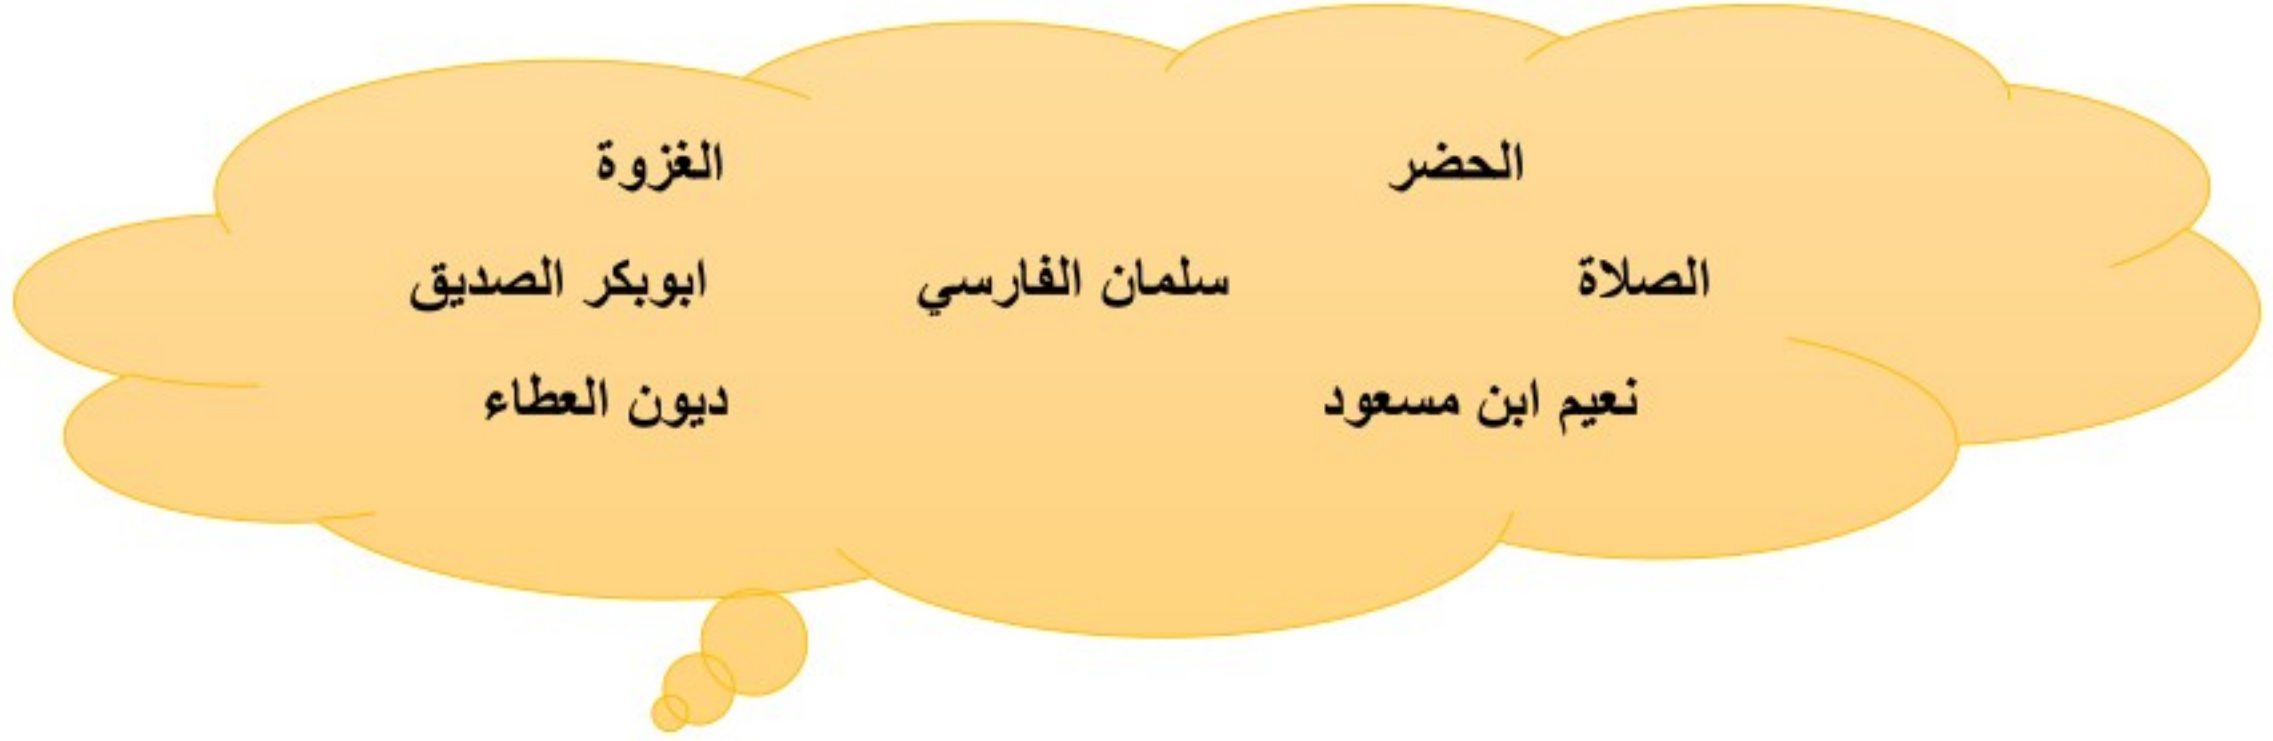 الحضر الغزوة
الصلاة سلمان الفارسي ابوبكر الصديق
نعيم ابن مسعود ديون العطاء